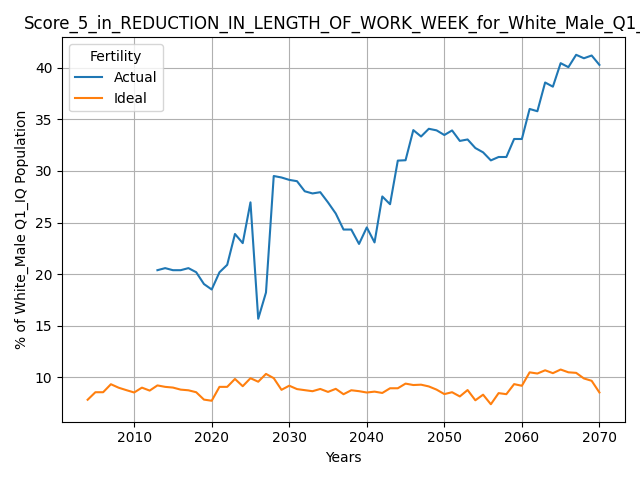 Score_5_in_REDUCTION_IN_LENGTH_OF_WORK_WEEK_for_White_Male_Q1_
Fertility
Actual
Ideal
% of White_Male Q1_IQ Population
40
35
30
25
20
15
10
2010 2020 2030 2040 2050 2060 2070
Years